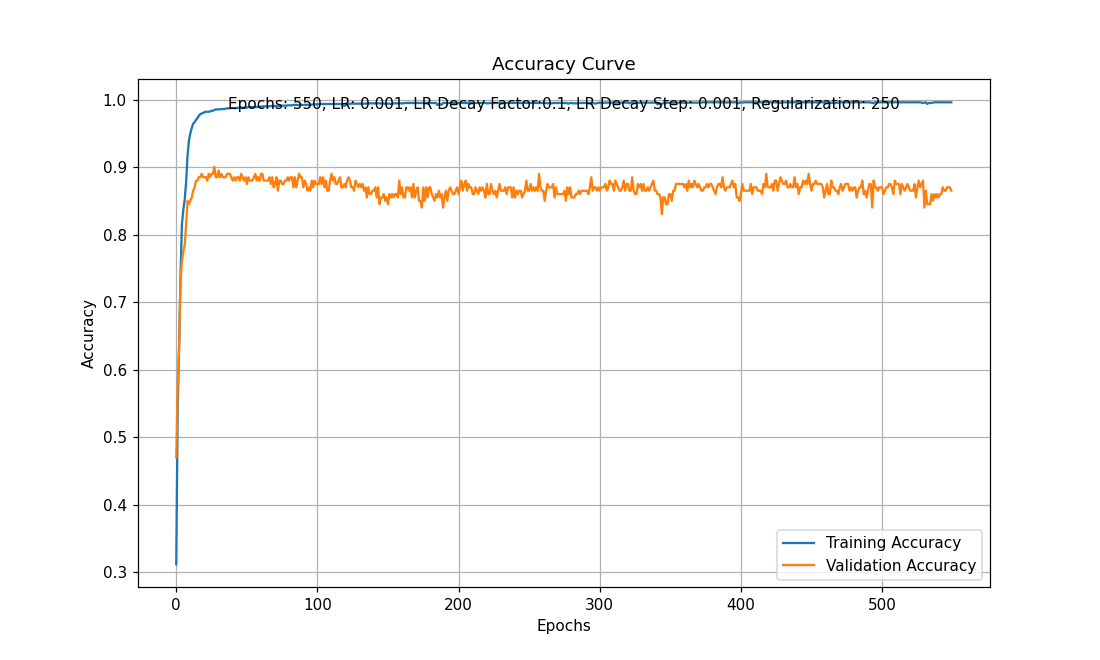 Accuracy Curve
Epochs: 550, LR: 0.001, LR Decay Factor:0.1, LR Decay Step: 0.001, Regularization: 250
1.0
0.9
0.8
0.7
0.6
0.5
0.4
0.3
Accuracy
Training Accuracy
Validation Accuracy
0 100 200 300 400 500
Epochs